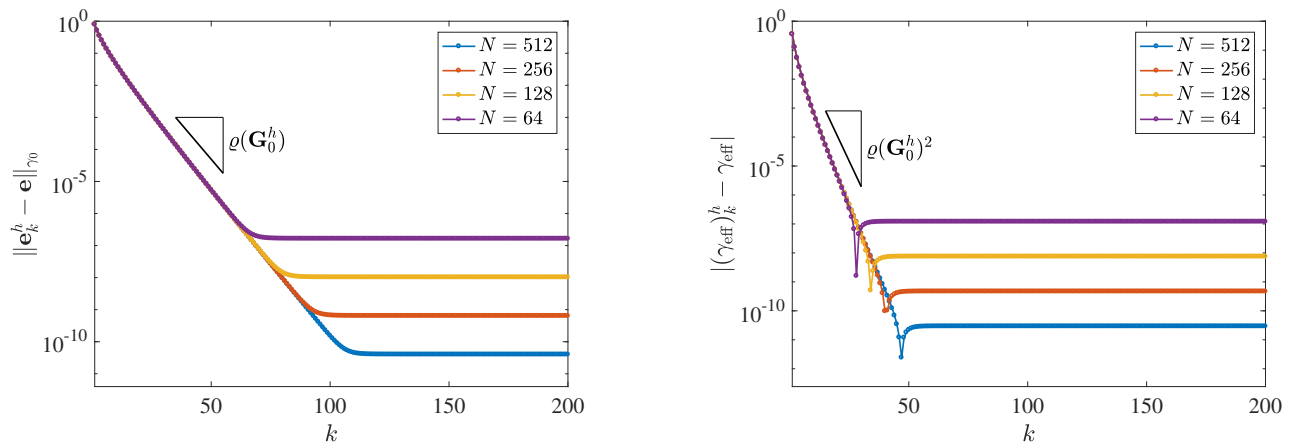 10^0
10^{-5}
10^{-10}
50
100
150
200
k
‖e_k^h − e‖_{γ_0}
ϱ(G_0^h)
N = 512
N = 256
N = 128
N = 64
10^0
10^{-5}
10^{-10}
50
100
150
200
k
|(γ_eff)_k^h − γ_eff|
ϱ(G_0^h)^2
N = 512
N = 256
N = 128
N = 64